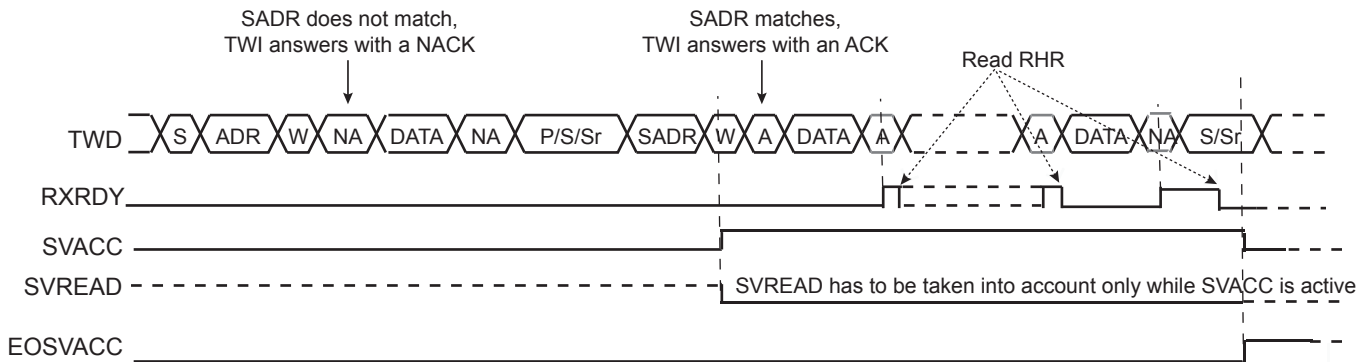 SADR does not match,
TWI answers with a NACK
SADR matches,
TWI answers with an ACK
Read RHR
TWD S ADR W NA DATA NA P/S/Sr SADR W A DATA A A DATA NA S/Sr
RXRDY
SVACC
SVREAD SVREAD has to be taken into account only while SVACC is active
EOSVACC